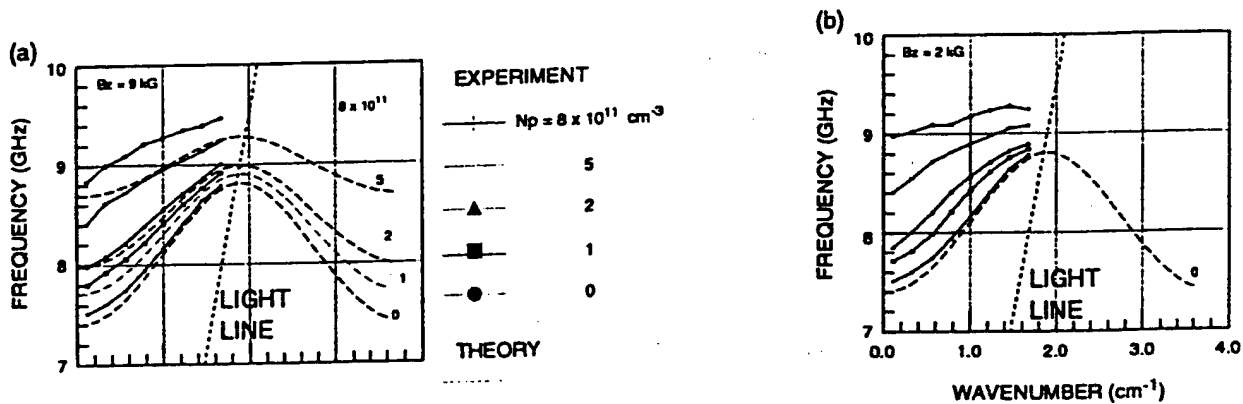 (a)
FREQUENCY (GHz)
10
9
8
7
Bz = 9 kG
8 x 10¹¹
5
2
1
0
LIGHT
LINE
EXPERIMENT
Np = 8 x 10¹¹ cm⁻³
5
2
1
0
THEORY
(b)
FREQUENCY (GHz)
10
9
8
7
Bz = 2 kG
0
LIGHT
LINE
0.0 1.0 2.0 3.0 4.0
WAVENUMBER (cm⁻¹)